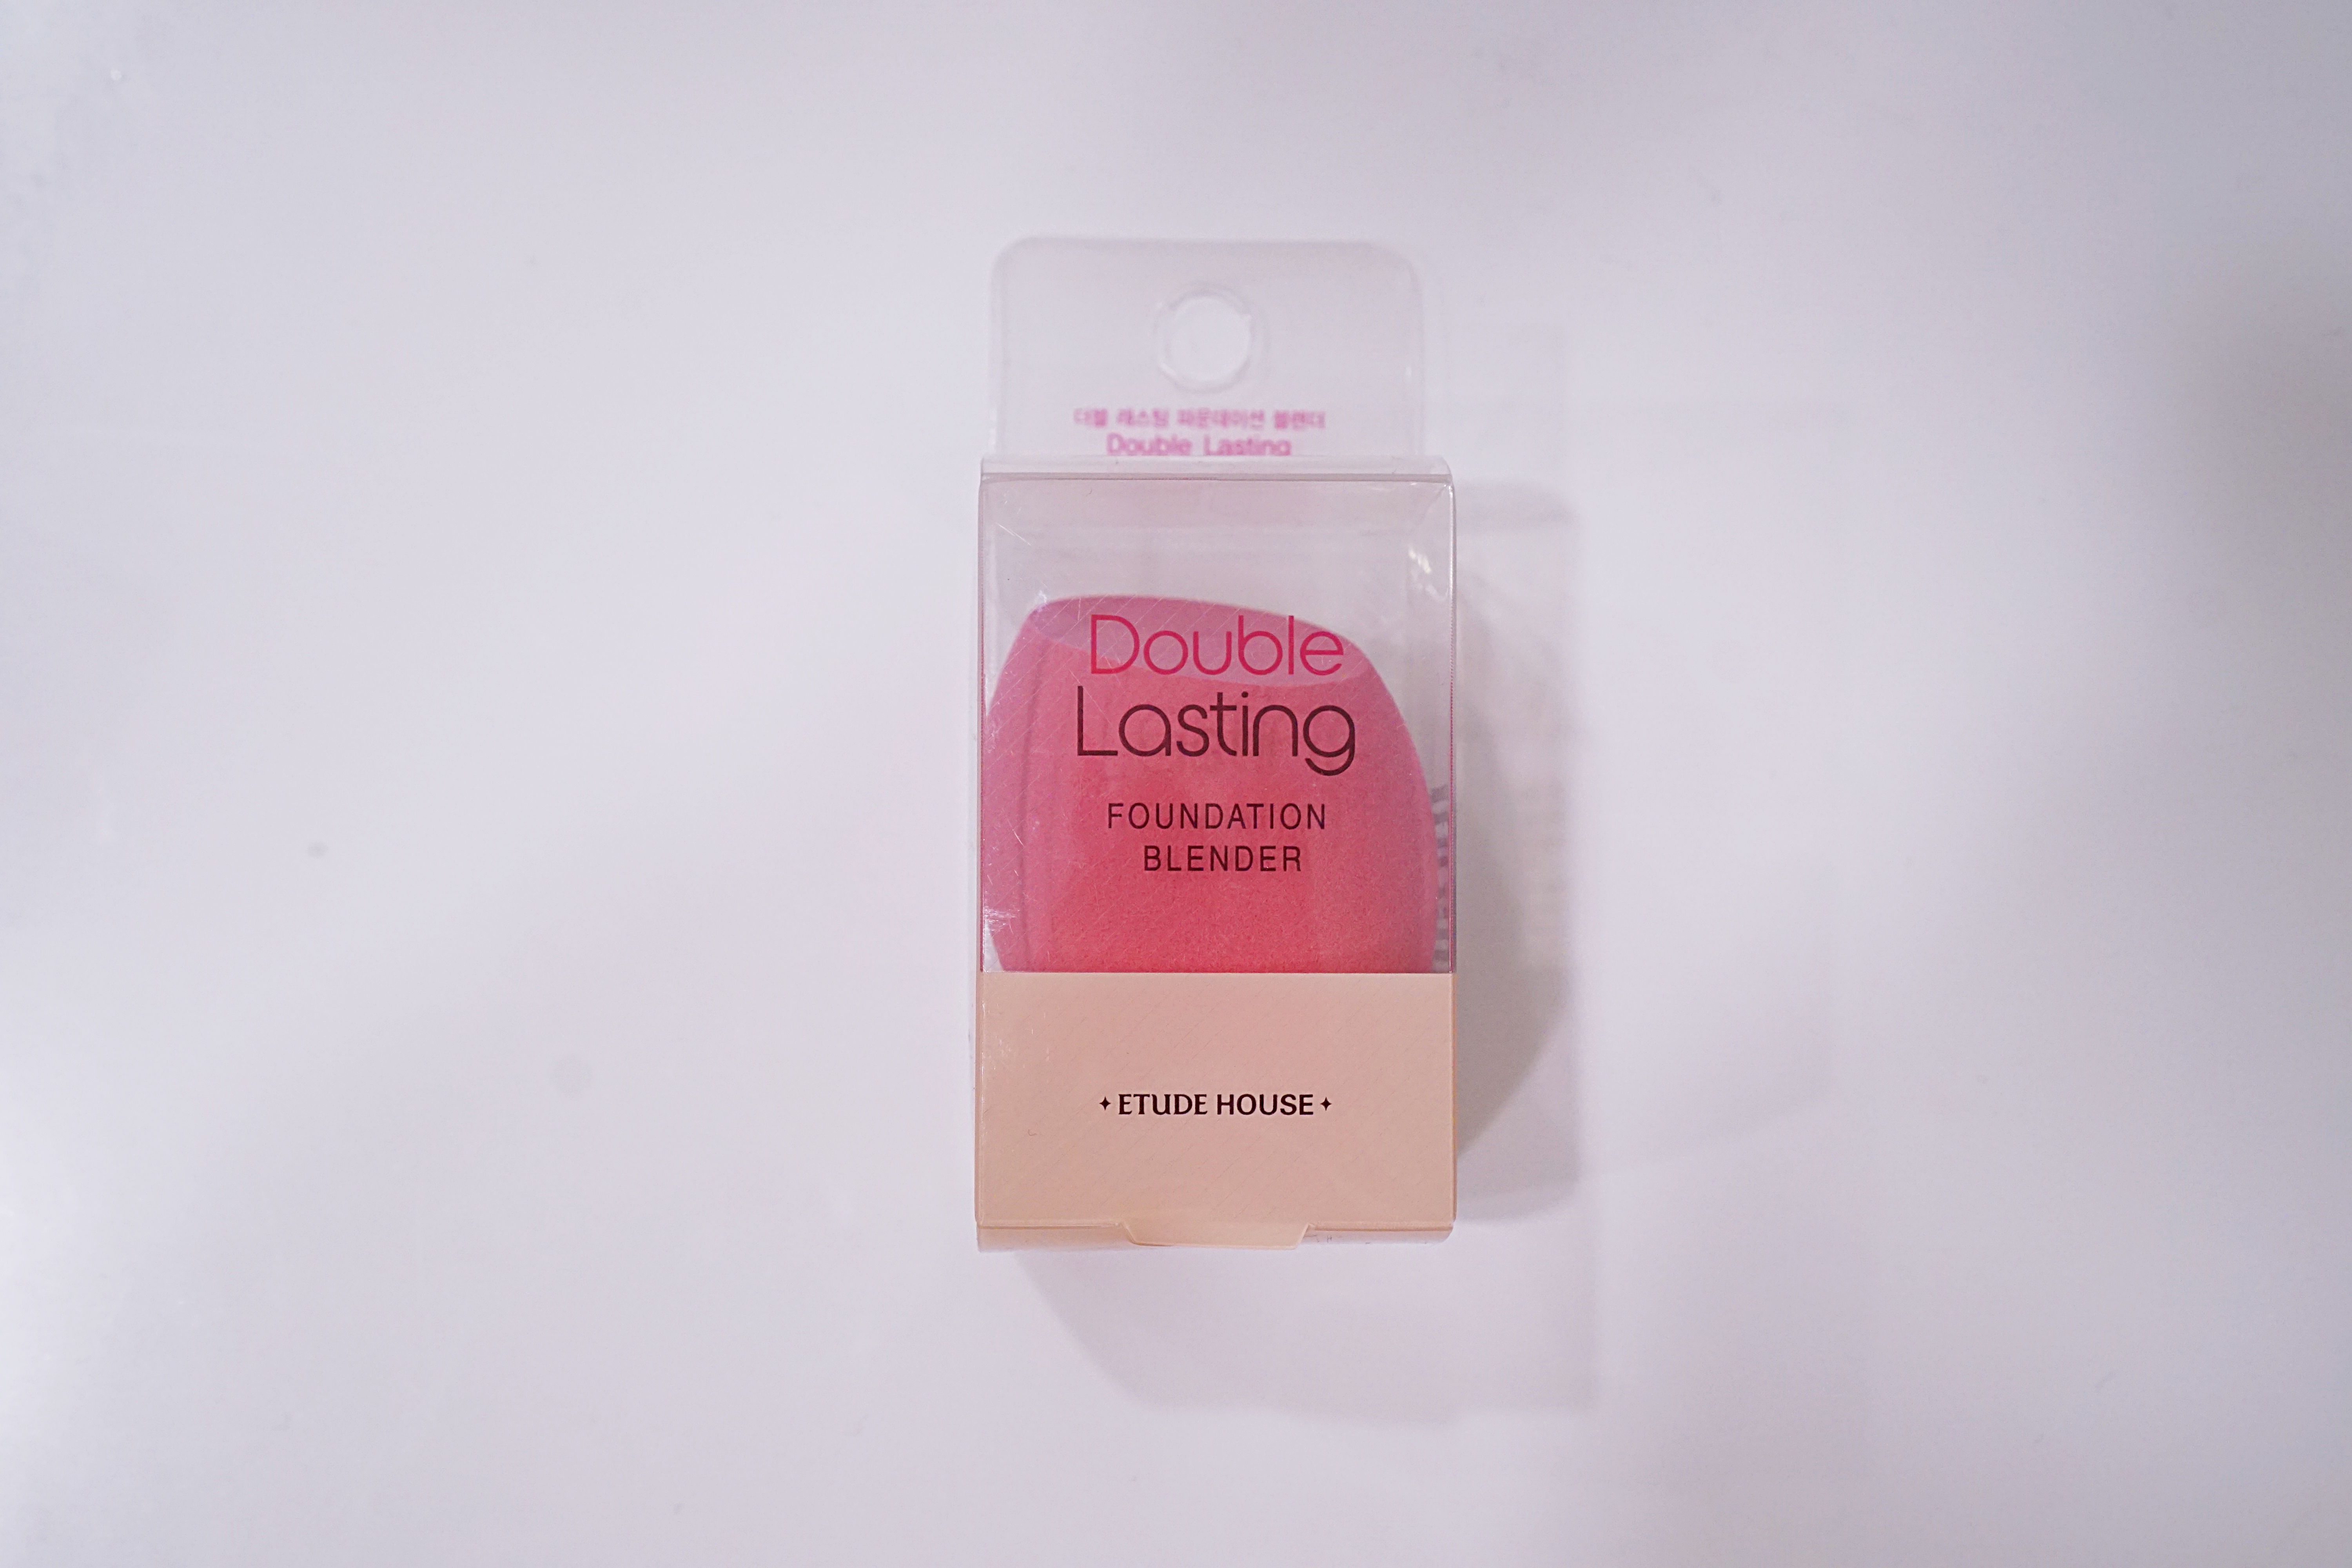 더블 래스팅 파운데이션 블렌더
Double Lasting
Double
Lasting
FOUNDATION
BLENDER
ETUDE HOUSE